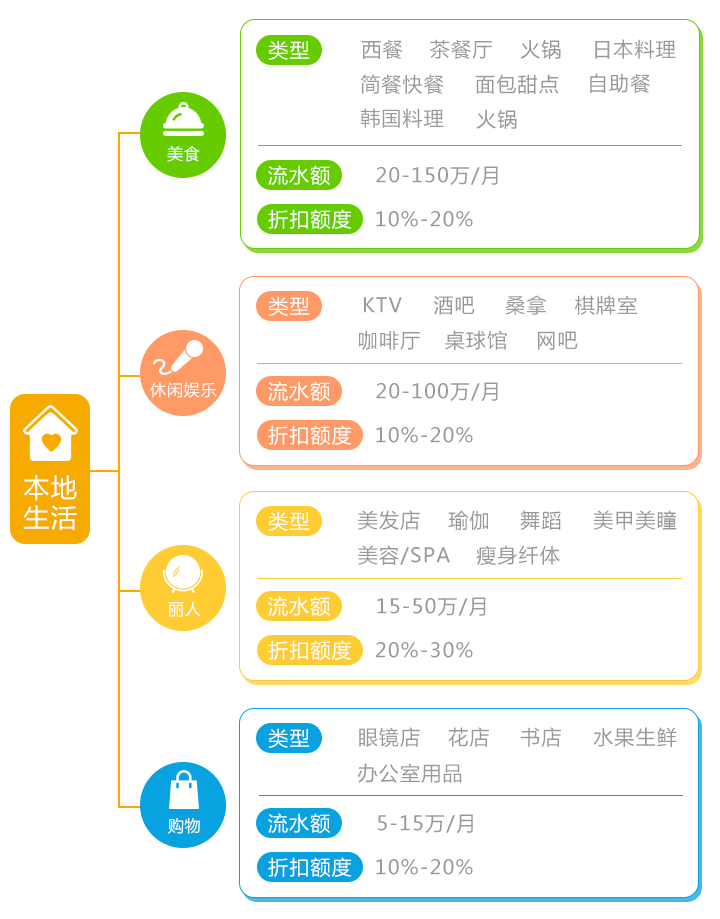 本地
生活
美食
类型 西餐 茶餐厅 火锅 日本料理
简餐快餐 面包甜点 自助餐
韩国料理 火锅
流水额 20-150万/月
折扣额度 10%-20%
休闲娱乐
类型 KTV 酒吧 桑拿 棋牌室
咖啡厅 桌球馆 网吧
流水额 20-100万/月
折扣额度 10%-20%
丽人
类型 美发店 瑜伽 舞蹈 美甲美瞳
美容/SPA 瘦身纤体
流水额 15-50万/月
折扣额度 20%-30%
购物
类型 眼镜店 花店 书店 水果生鲜
办公室用品
流水额 5-15万/月
折扣额度 10%-20%